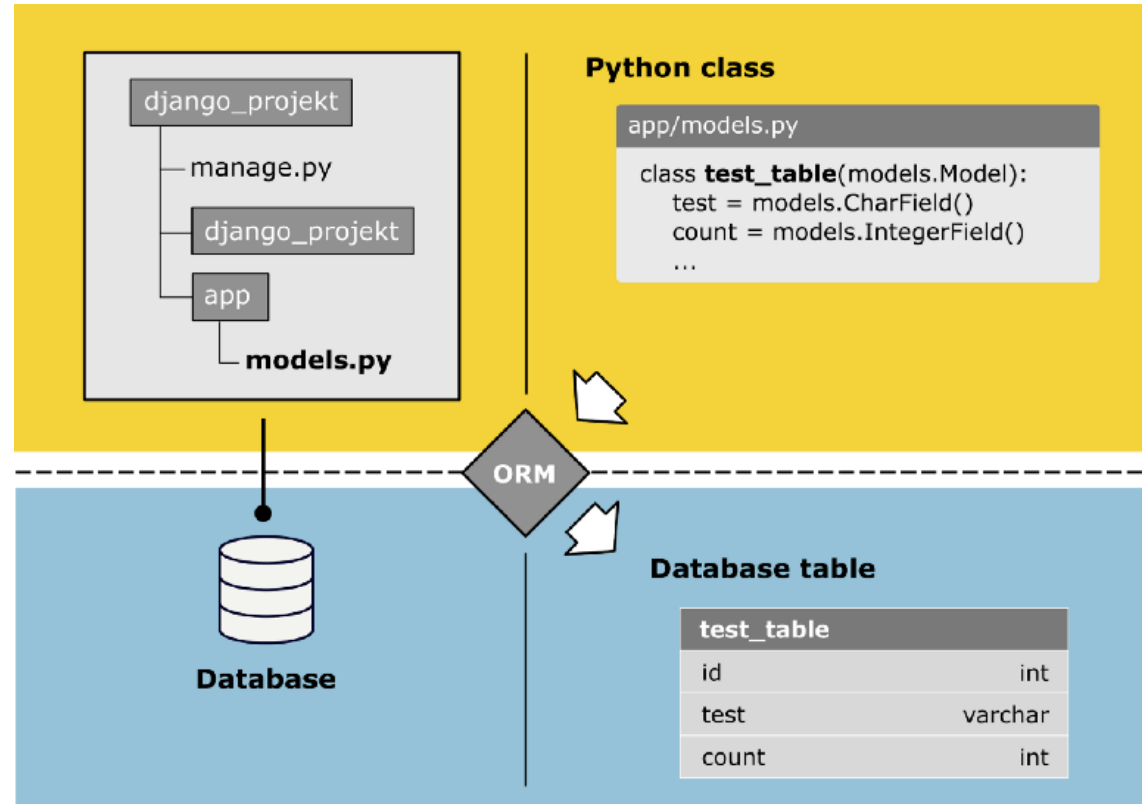 django_projekt
manage.py
django_projekt
app
models.py
Python class
app/models.py
class test_table(models.Model):
test = models.CharField()
count = models.IntegerField()
...
ORM
Database
Database table
test_table
id int
test varchar
count int